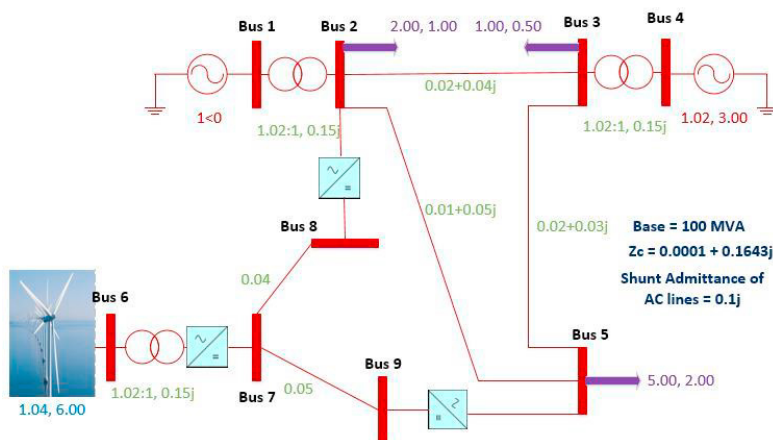 Bus 1
Bus 2
2.00, 1.00
1.00, 0.50
Bus 3
Bus 4
0.02+0.04j
1<0
1.02:1, 0.15j
1.02:1, 0.15j
1.02, 3.00
0.01+0.05j
0.02+0.03j
Base = 100 MVA
Zc = 0.0001 + 0.1643j
Shunt Admittance of
AC lines = 0.1j
Bus 8
0.04
Bus 6
1.02:1, 0.15j
1.04, 6.00
Bus 7
0.05
Bus 9
Bus 5
5.00, 2.00